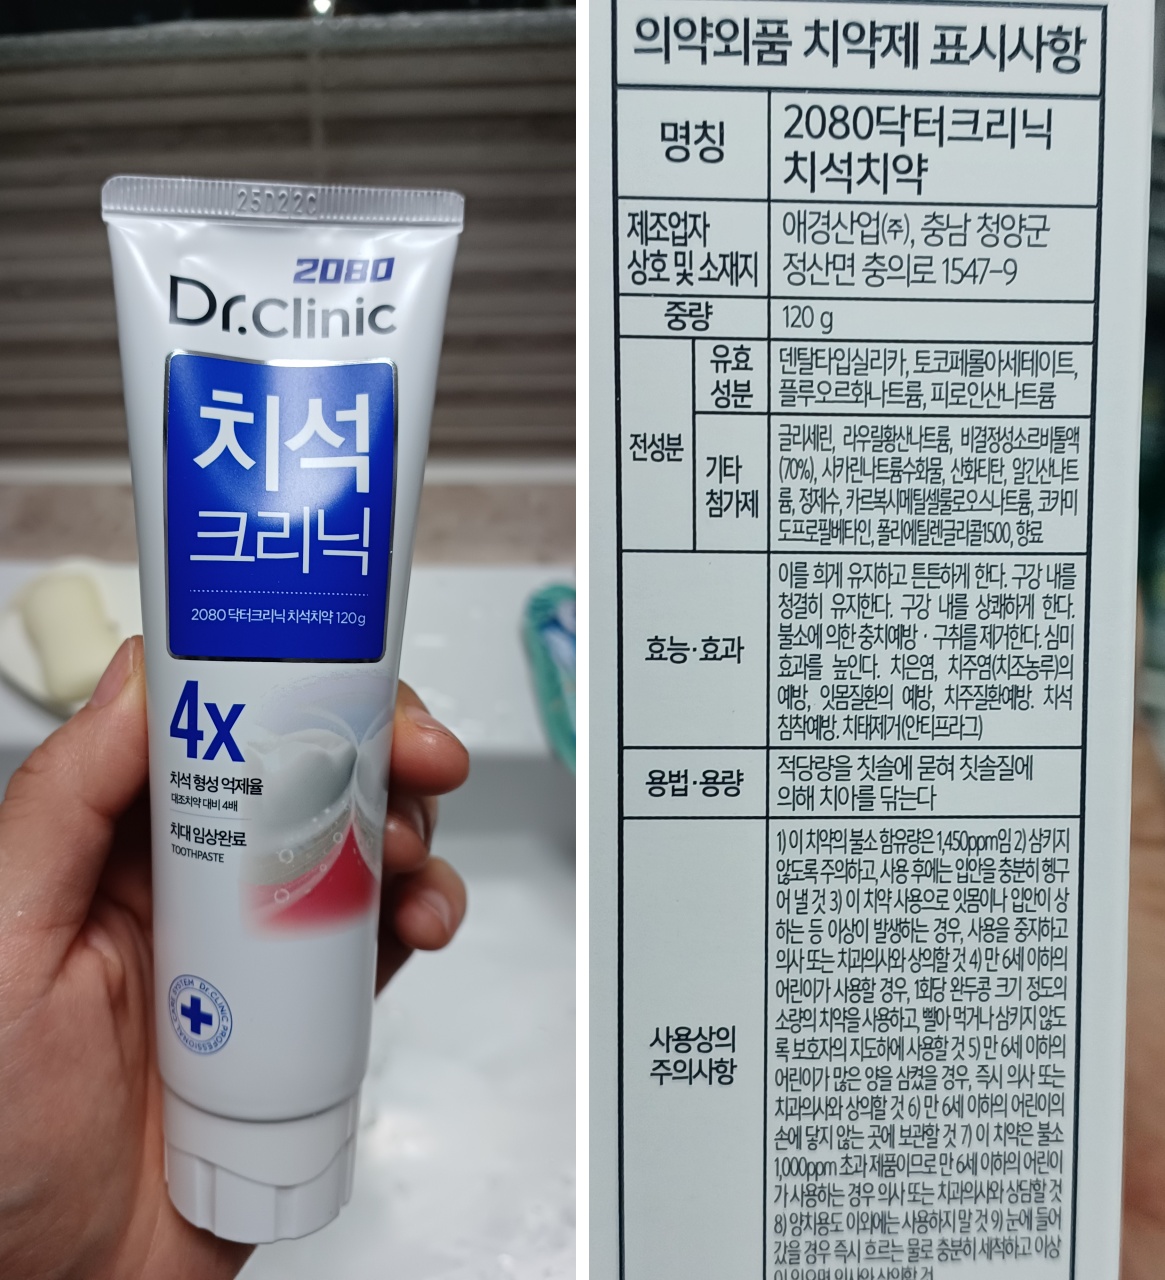 25D22C
2080
Dr.Clinic
치석
크리닉
2080 닥터크리닉 치석치약 120g
4x
치석 형성 억제율
대조치약 대비 4배
치대 임상완료
TOOTHPASTE
CARE SYSTEM Dr.CLINIC PROFESSIONAL
의약외품 치약제 표시사항
명칭
2080닥터크리닉
치석치약
제조업자
상호 및 소재지
애경산업(주), 충남 청양군
정산면 충의로 1547-9
중량
120 g
전성분
유효
성분
덴탈타입실리카, 토코페롤아세테이트,
플루오르화나트륨, 피로인산나트륨
기타
첨가제
글리세린, 라우릴황산나트륨, 비결정성소르비톨액
(70%), 사카린나트륨수화물, 산화티탄, 알긴산나트
륨, 정제수, 카르복시메틸셀룰로오스나트륨, 코카미
도프로필베타인, 폴리에틸렌글리콜1500, 향료
효능·효과
이를 희게 유지하고 튼튼하게 한다. 구강 내를
청결히 유지한다. 구강 내를 상쾌하게 한다.
불소에 의한 충치예방 · 구취를 제거한다. 심미
효과를 높인다. 치은염, 치주염(치조농루)의
예방, 잇몸질환의 예방, 치주질환예방. 치석
침착예방. 치태제거(안티프라그)
용법·용량
적당량을 칫솔에 묻혀 칫솔질에
의해 치아를 닦는다
사용상의
주의사항
1) 이 치약의 불소 함유량은 1,450ppm임 2) 삼키지
않도록 주의하고, 사용 후에는 입안을 충분히 헹구
어 낼 것 3) 이 치약 사용으로 잇몸이나 입안이 상
하는 등 이상이 발생하는 경우, 사용을 중지하고
의사 또는 치과의사와 상의할 것 4) 만 6세 이하의
어린이가 사용할 경우, 1회당 완두콩 크기 정도의
소량의 치약을 사용하고, 빨아 먹거나 삼키지 않도
록 보호자의 지도하에 사용할 것 5) 만 6세 이하의
어린이가 많은 양을 삼켰을 경우, 즉시 의사 또는
치과의사와 상의할 것 6) 만 6세 이하의 어린이의
손에 닿지 않는 곳에 보관할 것 7) 이 치약은 불소
1,000ppm 초과 제품이므로 만 6세 이하의 어린이
가 사용하는 경우 의사 또는 치과의사와 상담할 것
8) 양치용도 이외에는 사용하지 말 것 9) 눈에 들어
갔을 경우 즉시 흐르는 물로 충분히 세척하고 이상
이 있으면 의사와 상의할 것